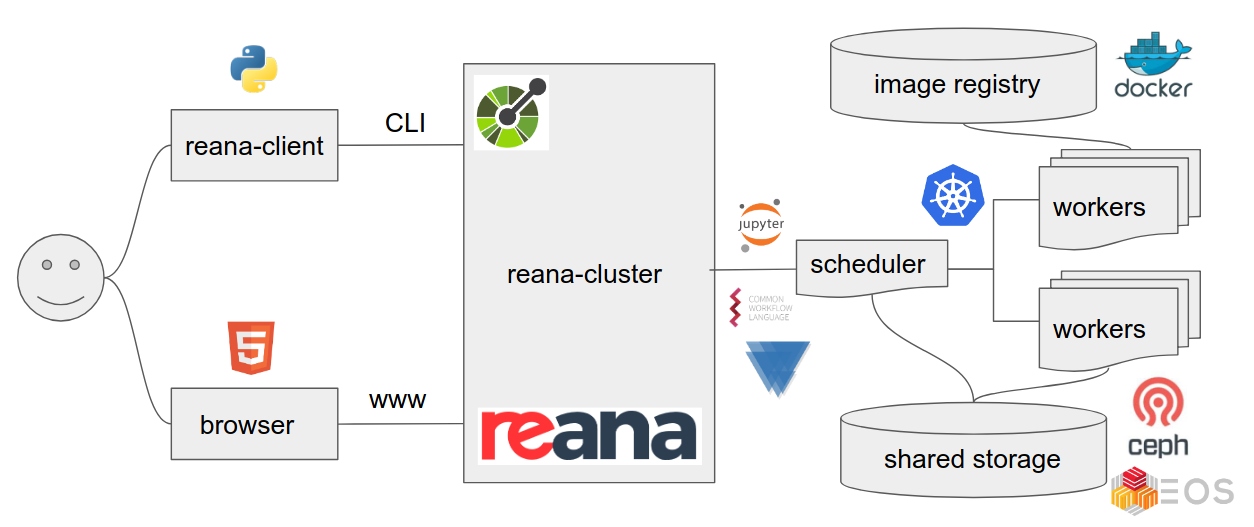 reana-client
CLI
browser
www
reana-cluster
reana
jupyter
COMMON
WORKFLOW
LANGUAGE
scheduler
image registry
docker
workers
workers
shared storage
ceph
EOS